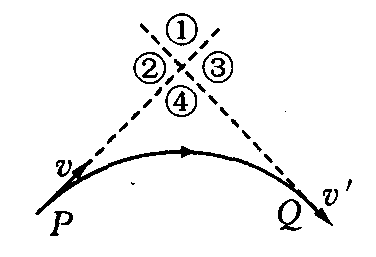 ①
② ③
④
v
P
Q
v′